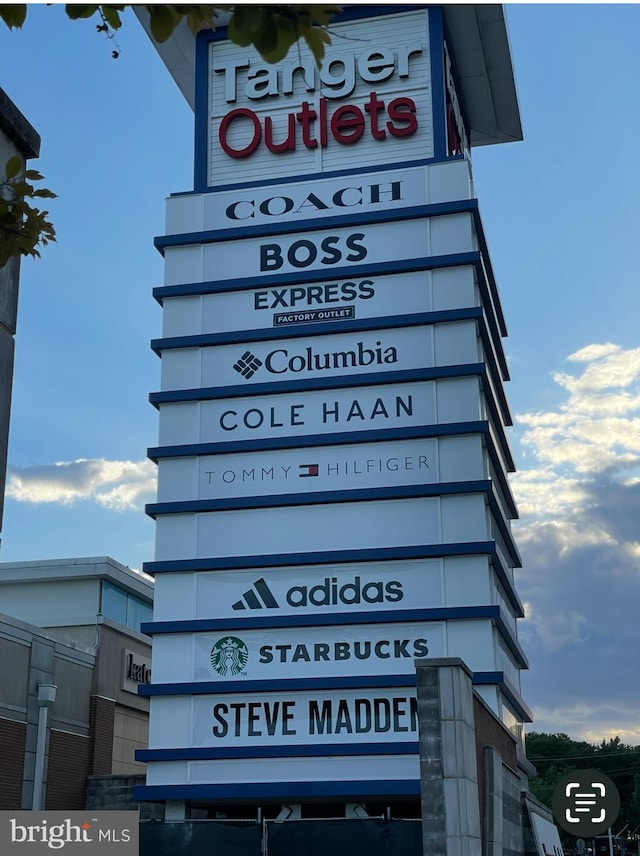 Tanger
Outlets
COACH
BOSS
EXPRESS
FACTORY OUTLET
Columbia
COLE HAAN
TOMMY HILFIGER
adidas
STARBUCKS
STEVE MADDEN
bright MLS